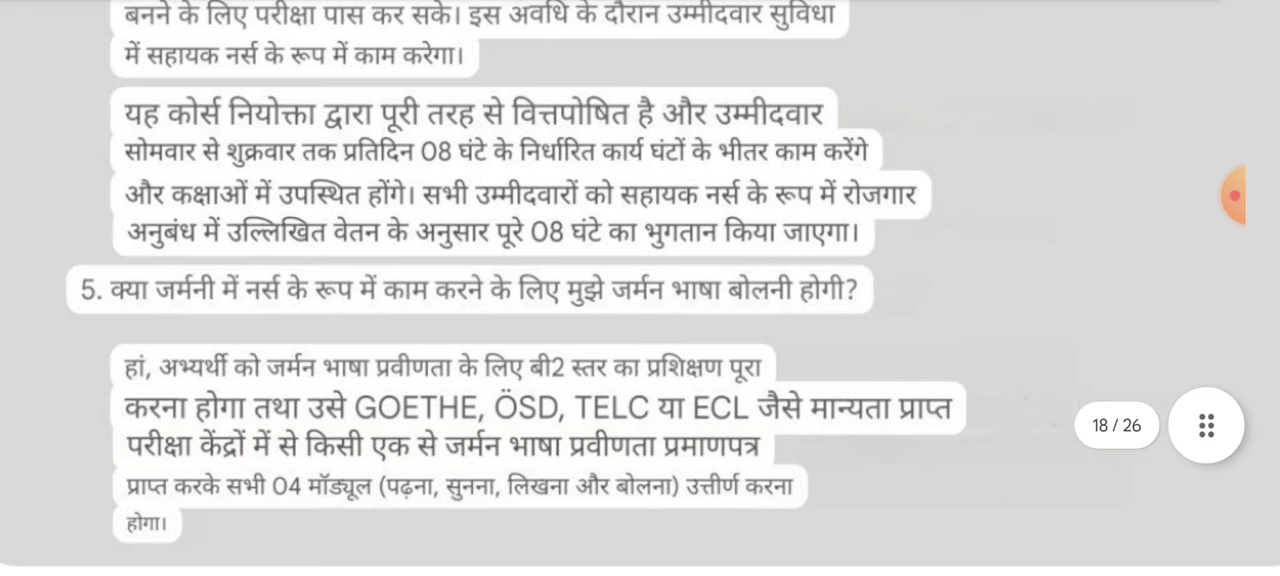 बनने के लिए परीक्षा पास कर सके। इस अवधि के दौरान उम्मीदवार सुविधा
में सहायक नर्स के रूप में काम करेगा।
यह कोर्स नियोक्ता द्वारा पूरी तरह से वित्तपोषित है और उम्मीदवार
सोमवार से शुक्रवार तक प्रतिदिन 08 घंटे के निर्धारित कार्य घंटों के भीतर काम करेंगे
और कक्षाओं में उपस्थित होंगे। सभी उम्मीदवारों को सहायक नर्स के रूप में रोजगार
अनुबंध में उल्लिखित वेतन के अनुसार पूरे 08 घंटे का भुगतान किया जाएगा।
5. क्या जर्मनी में नर्स के रूप में काम करने के लिए मुझे जर्मन भाषा बोलनी होगी?
हां, अभ्यर्थी को जर्मन भाषा प्रवीणता के लिए बी2 स्तर का प्रशिक्षण पूरा
करना होगा तथा उसे GOETHE, ÖSD, TELC या ECL जैसे मान्यता प्राप्त
18 / 26
परीक्षा केंद्रों में से किसी एक से जर्मन भाषा प्रवीणता प्रमाणपत्र
प्राप्त करके सभी 04 मॉड्यूल (पढ़ना, सुनना, लिखना और बोलना) उत्तीर्ण करना
होगा।